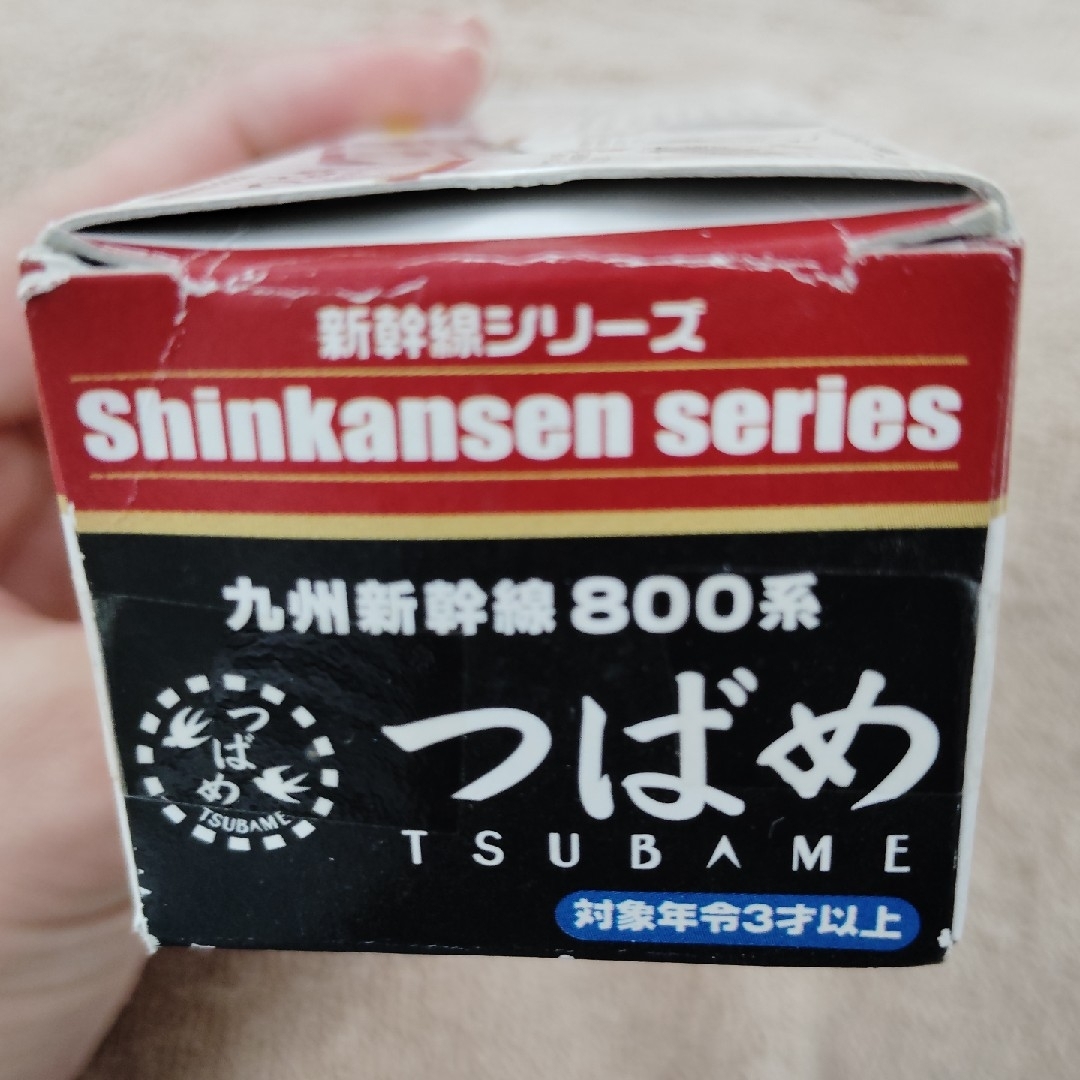 新幹線シリーズ
Shinkansen series
九州新幹線800系
つばめ
TSUBAME
つばめ
TSUBAME
対象年令3才以上